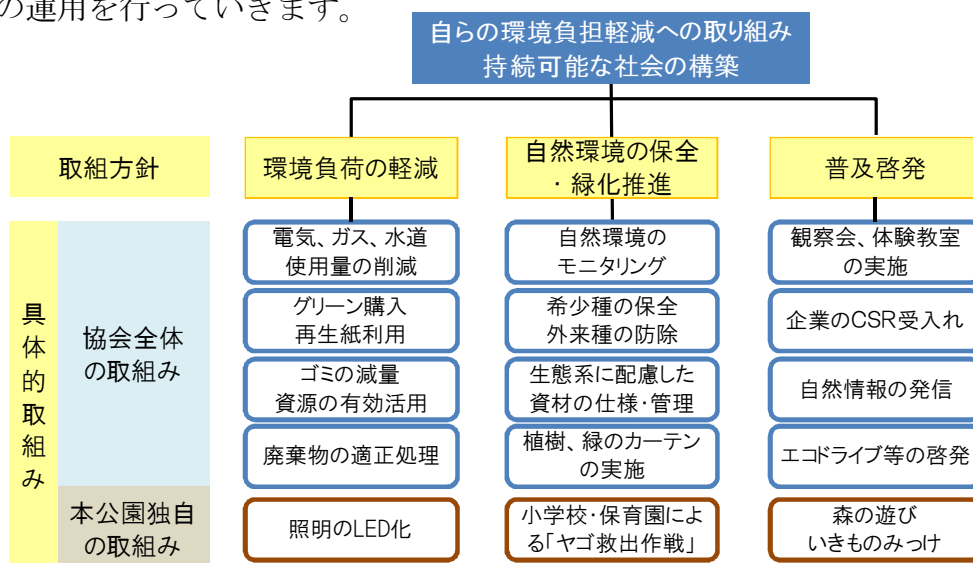 の運用を行っていきます。
自らの環境負担軽減への取り組み
持続可能な社会の構築
取組方針
環境負荷の軽減
自然環境の保全
・緑化推進
普及啓発
具体的取組み
協会全体
の取組み
電気、ガス、水道
使用量の削減
自然環境の
モニタリング
観察会、体験教室
の実施
グリーン購入
再生紙利用
希少種の保全
外来種の防除
企業のCSR受入れ
ゴミの減量
資源の有効活用
生態系に配慮した
資材の仕様・管理
自然情報の発信
廃棄物の適正処理
植樹、緑のカーテン
の実施
エコドライブ等の啓発
本公園独自
の取組み
照明のLED化
小学校・保育園によ
る「ヤゴ救出作戦」
森の遊び
いきものみっけ